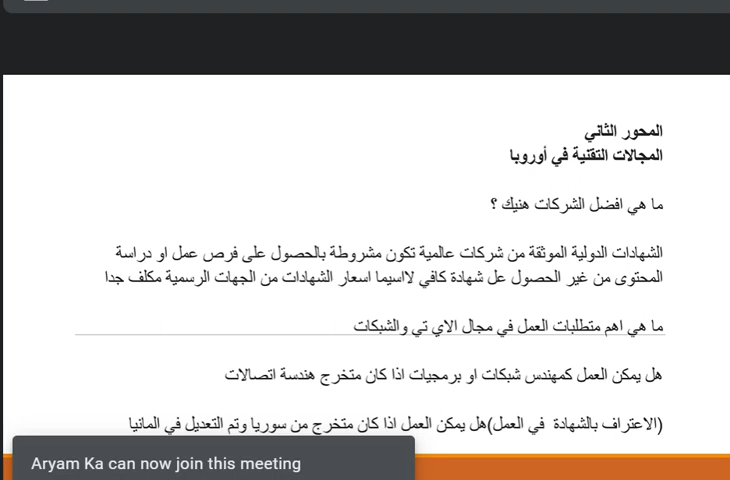 المحور الثاني
المجالات التقنية في أوروبا
ما هي افضل الشركات هنيك ؟
الشهادات الدولية الموثقة من شركات عالمية تكون مشروطة بالحصول على فرص عمل او دراسة
المحتوى من غير الحصول عل شهادة كافي لااسيما اسعار الشهادات من الجهات الرسمية مكلف جدا
ما هي اهم متطلبات العمل في مجال الاي تي والشبكات
هل يمكن العمل كمهندس شبكات او برمجيات اذا كان متخرج هندسة اتصالات
(الاعتراف بالشهادة في العمل)هل يمكن العمل اذا كان متخرج من سوريا وتم التعديل في المانيا
Aryam Ka can now join this meeting